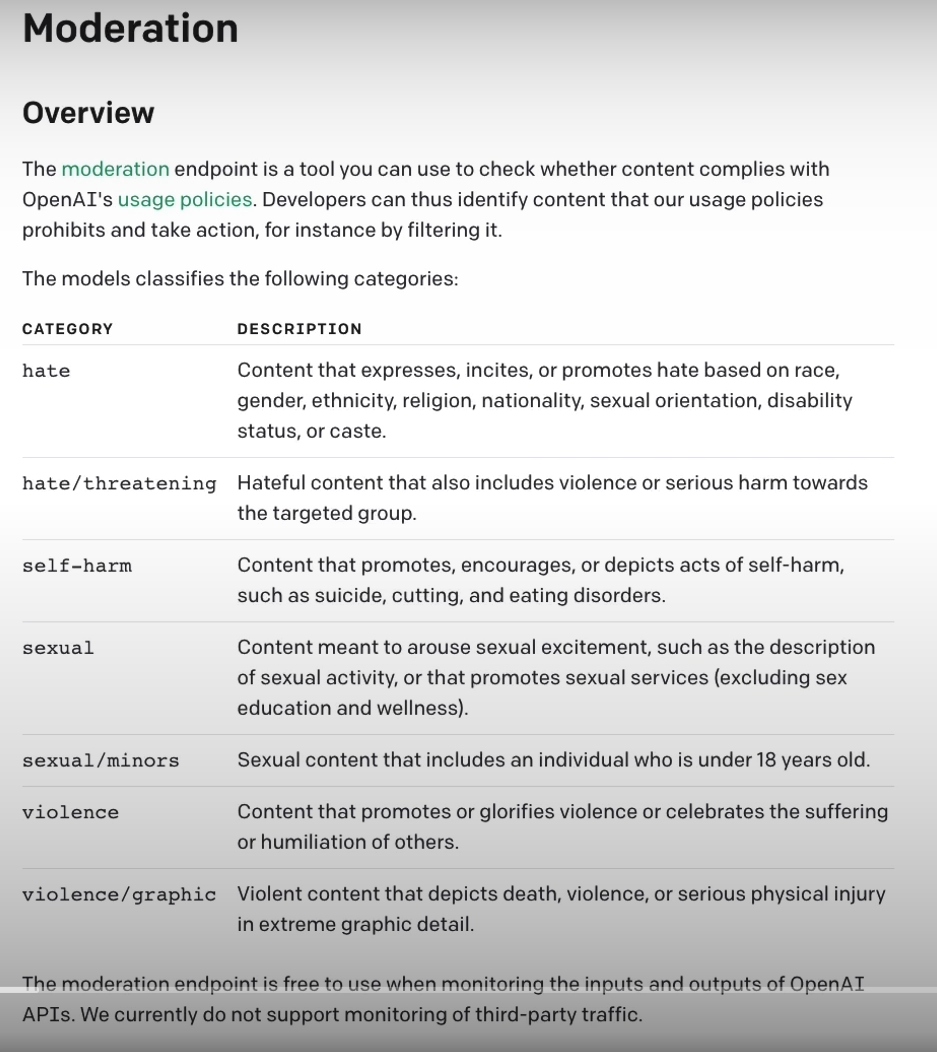 Moderation
Overview
The moderation endpoint is a tool you can use to check whether content complies with
OpenAI's usage policies. Developers can thus identify content that our usage policies
prohibits and take action, for instance by filtering it.
The models classifies the following categories:
CATEGORY DESCRIPTION
hate Content that expresses, incites, or promotes hate based on race,
gender, ethnicity, religion, nationality, sexual orientation, disability
status, or caste.
hate/threatening Hateful content that also includes violence or serious harm towards
the targeted group.
self-harm Content that promotes, encourages, or depicts acts of self-harm,
such as suicide, cutting, and eating disorders.
sexual Content meant to arouse sexual excitement, such as the description
of sexual activity, or that promotes sexual services (excluding sex
education and wellness).
sexual/minors Sexual content that includes an individual who is under 18 years old.
violence Content that promotes or glorifies violence or celebrates the suffering
or humiliation of others.
violence/graphic Violent content that depicts death, violence, or serious physical injury
in extreme graphic detail.
The moderation endpoint is free to use when monitoring the inputs and outputs of OpenAI
APIs. We currently do not support monitoring of third-party traffic.